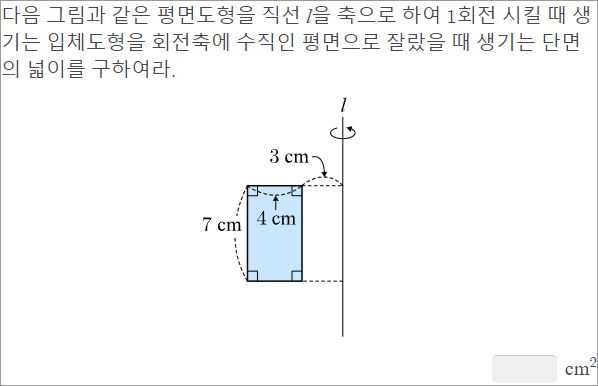 다음 그림과 같은 평면도형을 직선 l을 축으로 하여 1회전 시킬 때 생
기는 입체도형을 회전축에 수직인 평면으로 잘랐을 때 생기는 단면
의 넓이를 구하여라.
l
3 cm
4 cm
7 cm
cm²